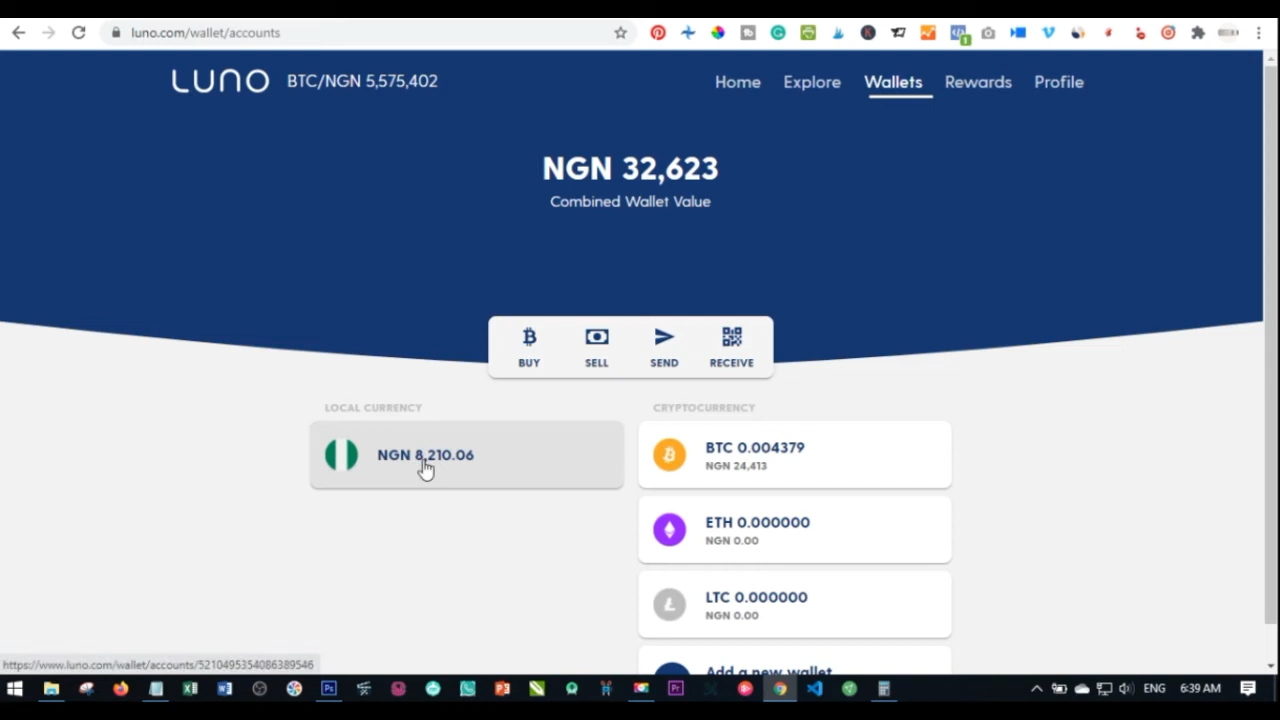 luno.com/wallet/accounts
LUNO BTC/NGN 5,575,402 Home Explore Wallets Rewards Profile
NGN 32,623
Combined Wallet Value
BUY SELL SEND RECEIVE
LOCAL CURRENCY
NGN 8,210.06
CRYPTOCURRENCY
BTC 0.004379
NGN 24,413
ETH 0.000000
NGN 0.00
LTC 0.000000
NGN 0.00
Add a new wallet
https://www.luno.com/wallet/accounts/5210495354086389546
ENG 6:39 AM